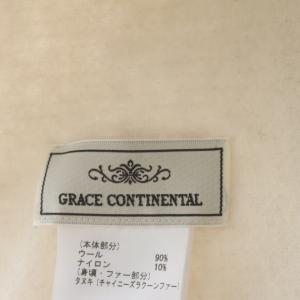 GRACE CONTINENTAL
(本体部分)
ウール 90%
ナイロン 10%
(身頃・ファー部分)
タヌキ(チャイニーズラクーンファー)